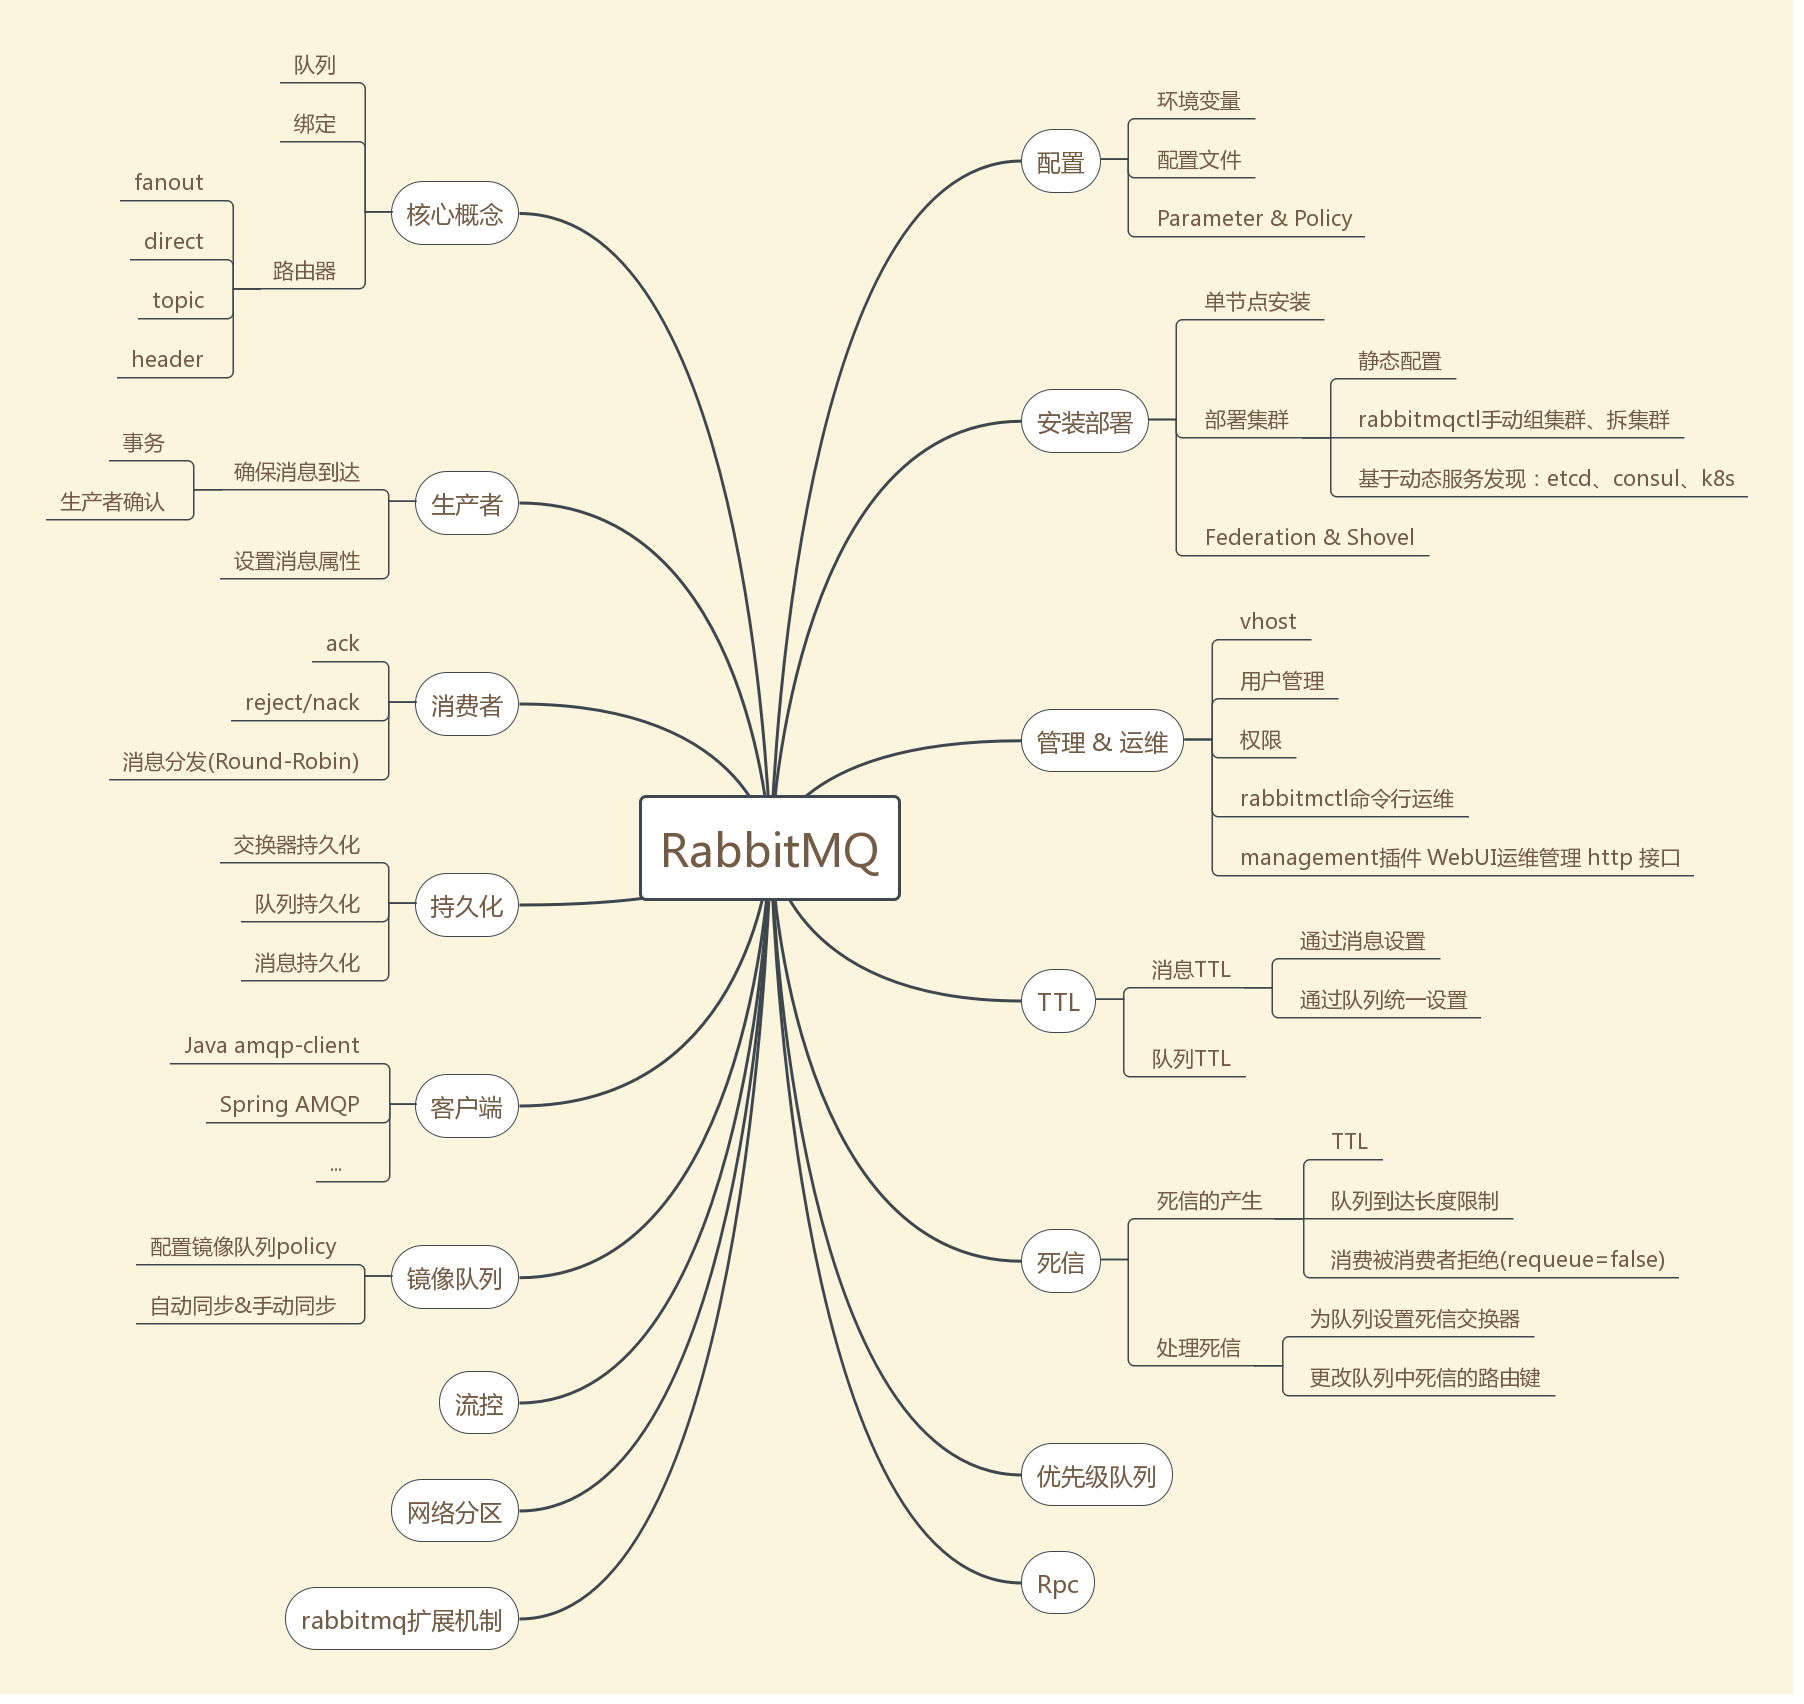 RabbitMQ
核心概念
队列
绑定
路由器
fanout
direct
topic
header
生产者
确保消息到达
事务
生产者确认
设置消息属性
消费者
ack
reject/nack
消息分发(Round-Robin)
持久化
交换器持久化
队列持久化
消息持久化
客户端
Java amqp-client
Spring AMQP
...
镜像队列
配置镜像队列policy
自动同步&手动同步
流控
网络分区
rabbitmq扩展机制
配置
环境变量
配置文件
Parameter & Policy
安装部署
单节点安装
部署集群
静态配置
rabbitmqctl手动组集群、拆集群
基于动态服务发现：etcd、consul、k8s
Federation & Shovel
管理 & 运维
vhost
用户管理
权限
rabbitmctl命令行运维
management插件 WebUI运维管理 http 接口
TTL
消息TTL
通过消息设置
通过队列统一设置
队列TTL
死信
死信的产生
TTL
队列到达长度限制
消费被消费者拒绝(requeue=false)
处理死信
为队列设置死信交换器
更改队列中死信的路由键
优先级队列
Rpc